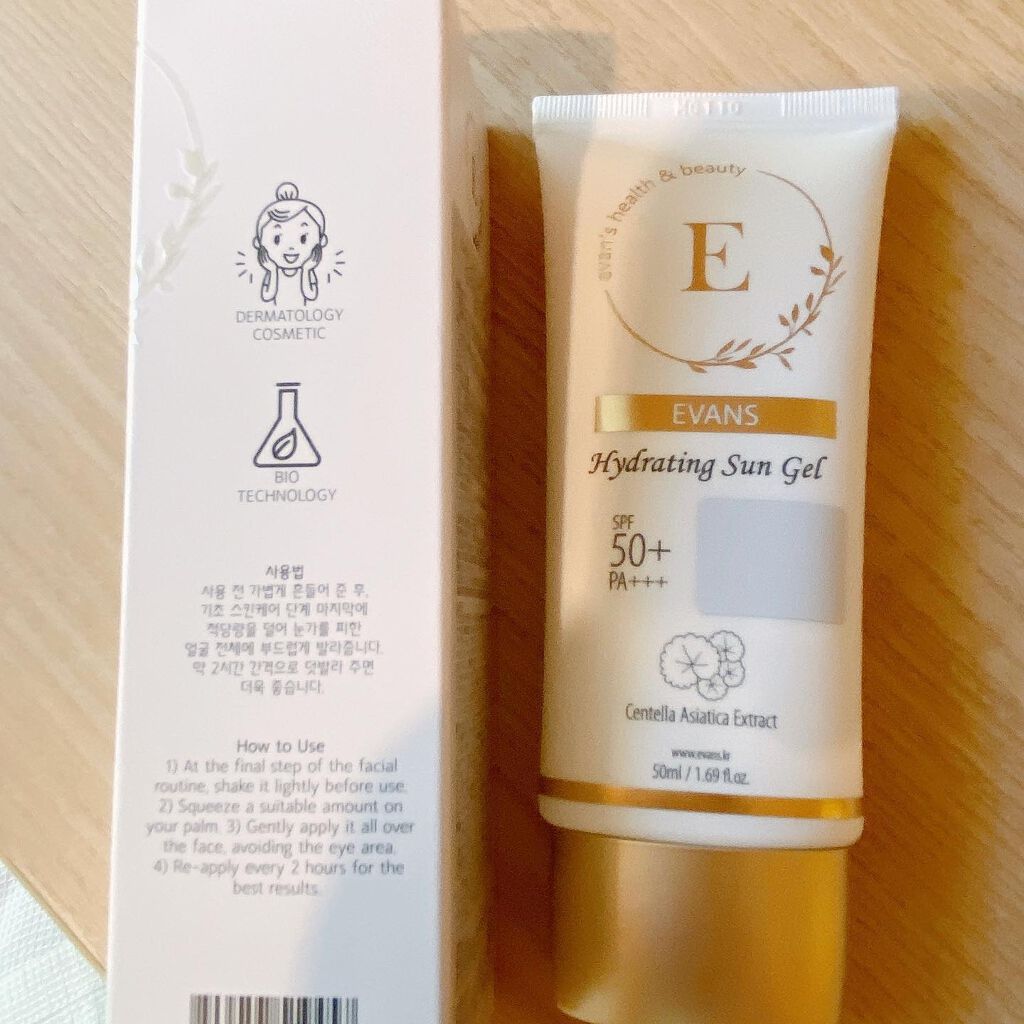 DERMATOLOGY
COSMETIC
BIO
TECHNOLOGY
사용법
사용 전 가볍게 흔들어 준 후,
기초 스킨케어 단계 마지막에
적당량을 덜어 눈가를 피한
얼굴 전체에 부드럽게 발라줍니다.
약 2시간 간격으로 덧발라 주면
더욱 좋습니다.
How to Use
1) At the final step of the facial
routine, shake it lightly before use.
2) Squeeze a suitable amount on
your palm. 3) Gently apply it all over
the face, avoiding the eye area.
4) Re-apply every 2 hours for the
best results.
evan's health & beauty
E
EVANS
Hydrating Sun Gel
SPF
50+
PA+++
Centella Asiatica Extract
www.evans.kr
50ml / 1.69 fl.oz.